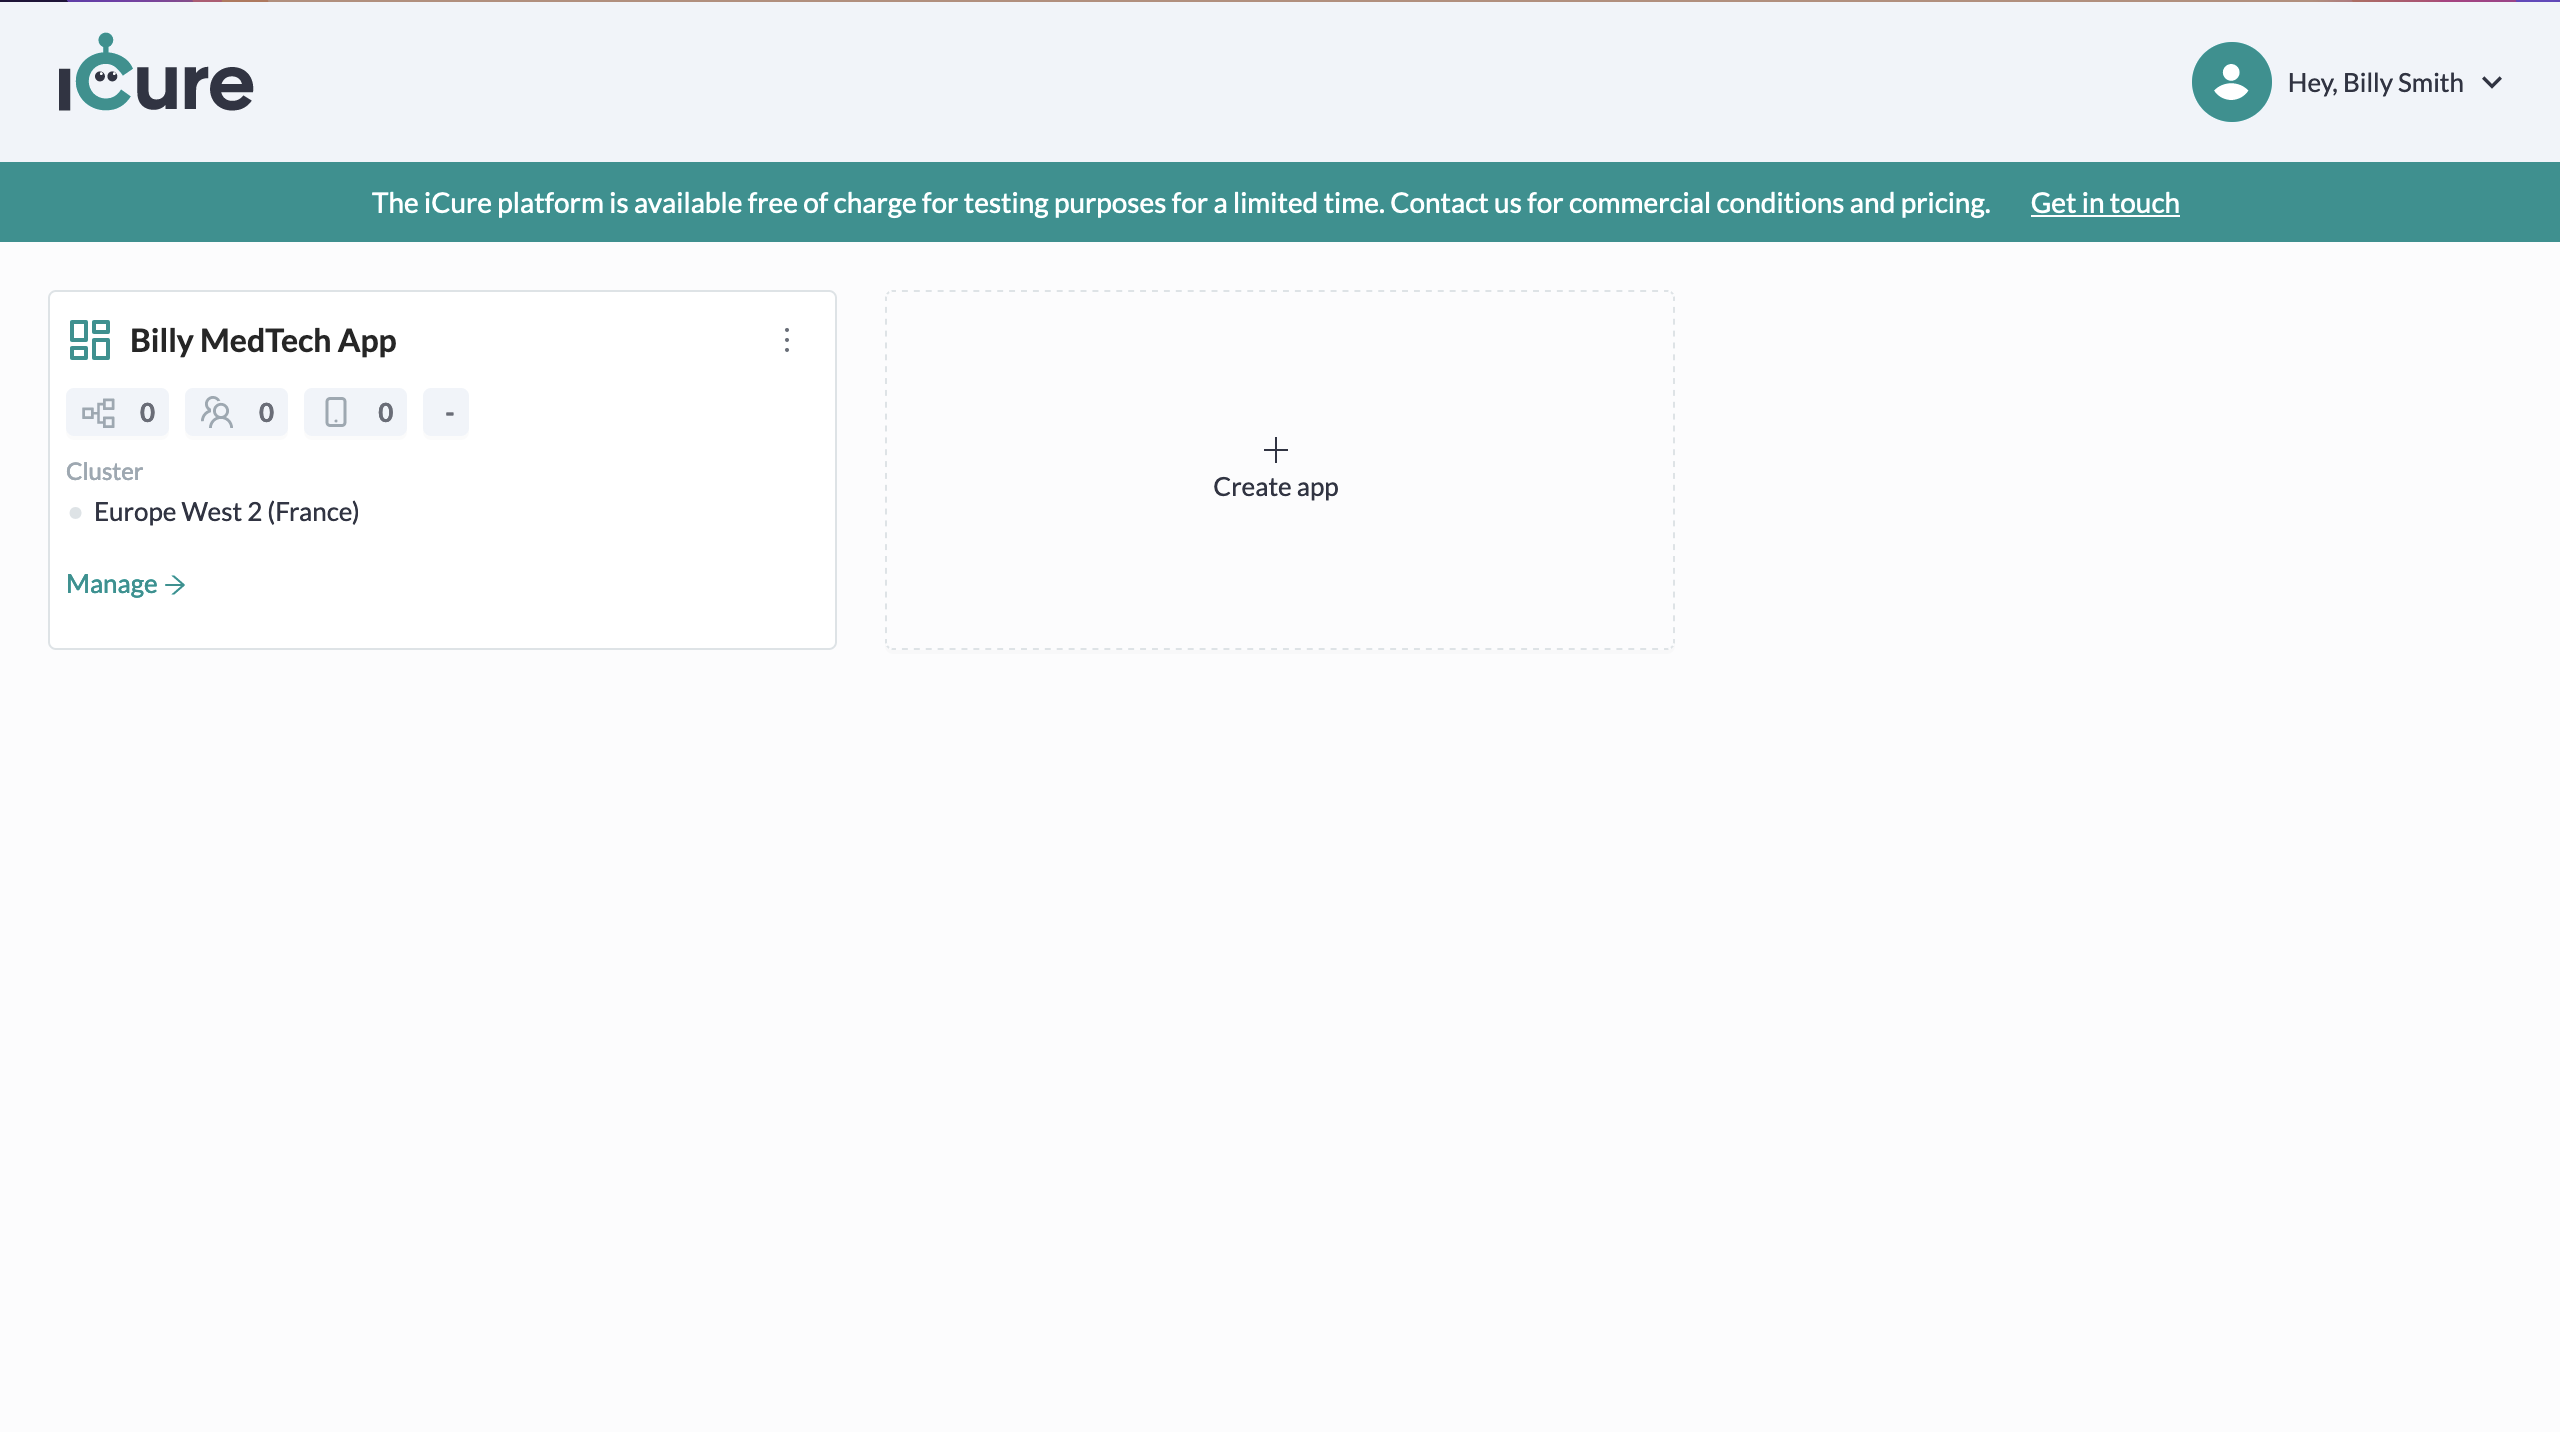 iCure
Hey, Billy Smith
The iCure platform is available free of charge for testing purposes for a limited time. Contact us for commercial conditions and pricing. Get in touch
Billy MedTech App
0 0 0 -
Cluster
Europe West 2 (France)
Manage
Create app